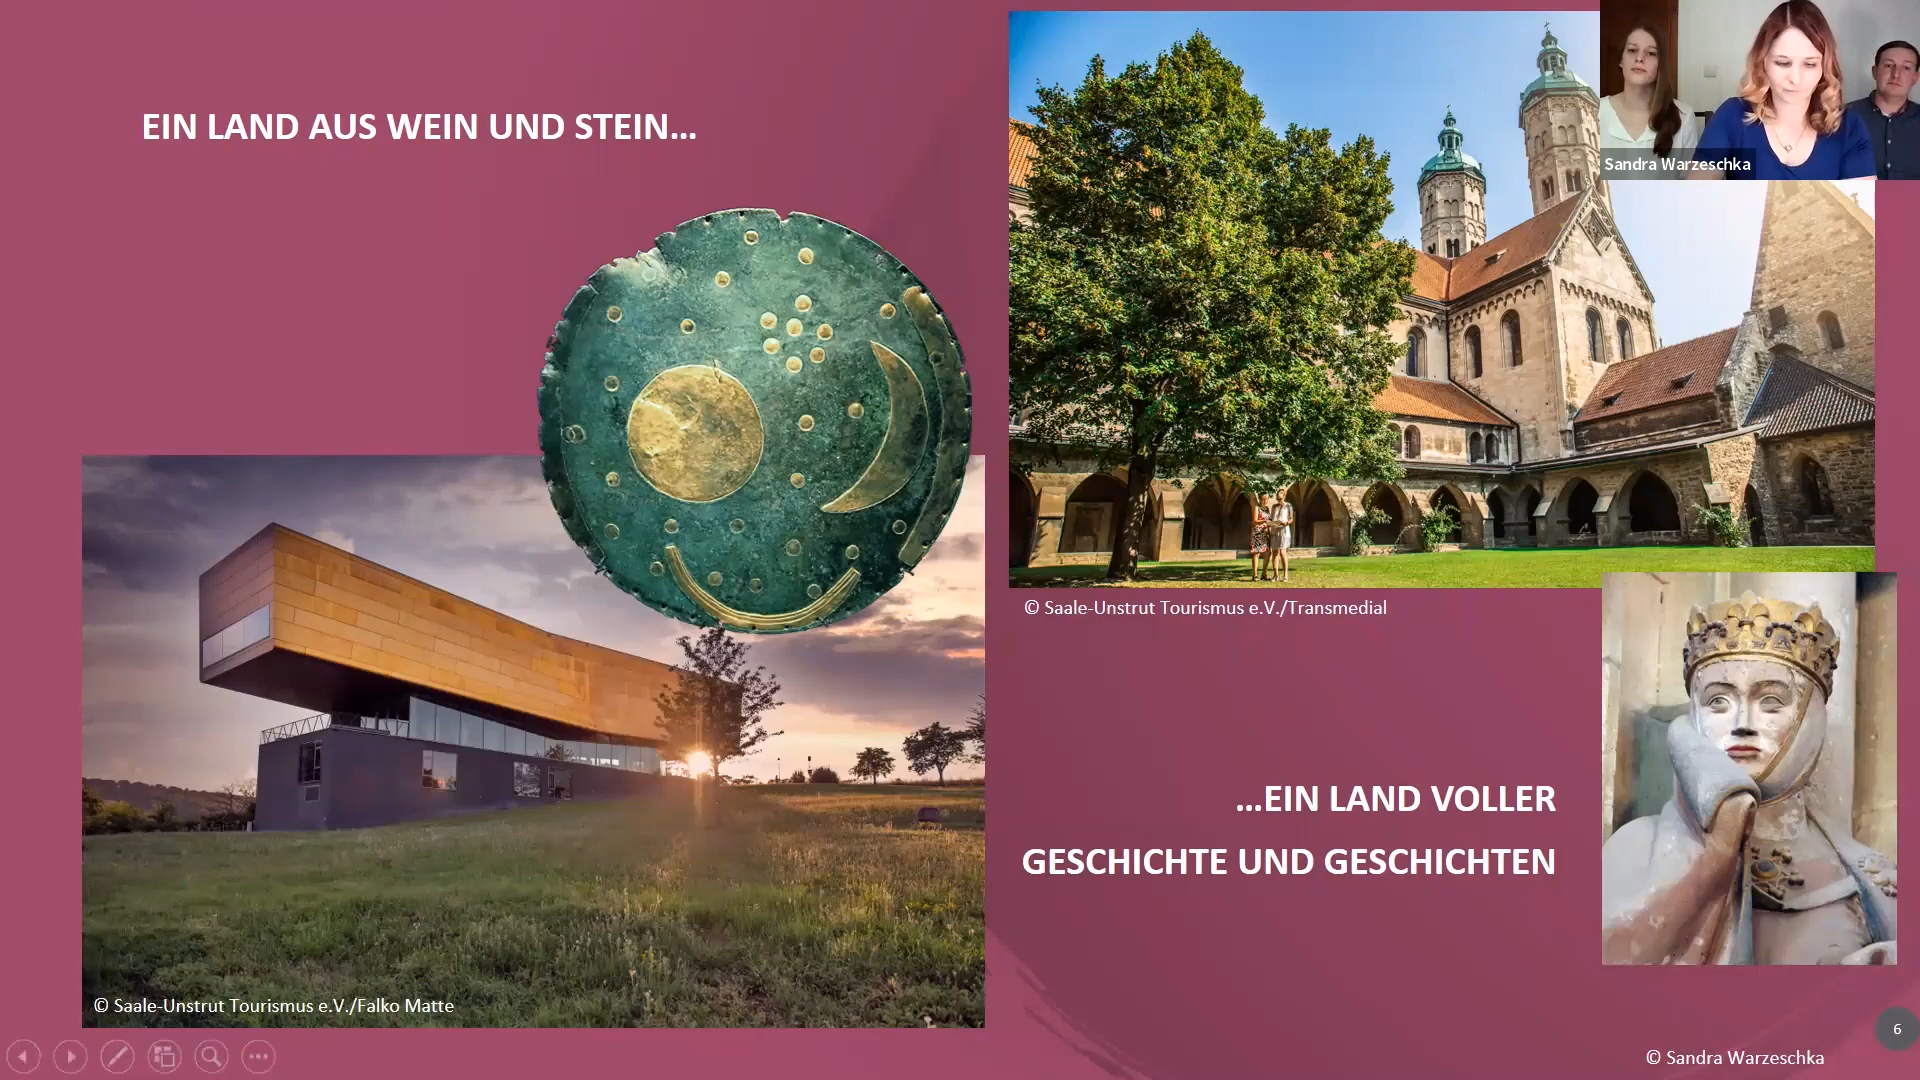 EIN LAND AUS WEIN UND STEIN...
Sandra Warzeschka
© Saale-Unstrut Tourismus e.V./Transmedial
...EIN LAND VOLLER
GESCHICHTE UND GESCHICHTEN
© Saale-Unstrut Tourismus e.V./Falko Matte
6
© Sandra Warzeschka